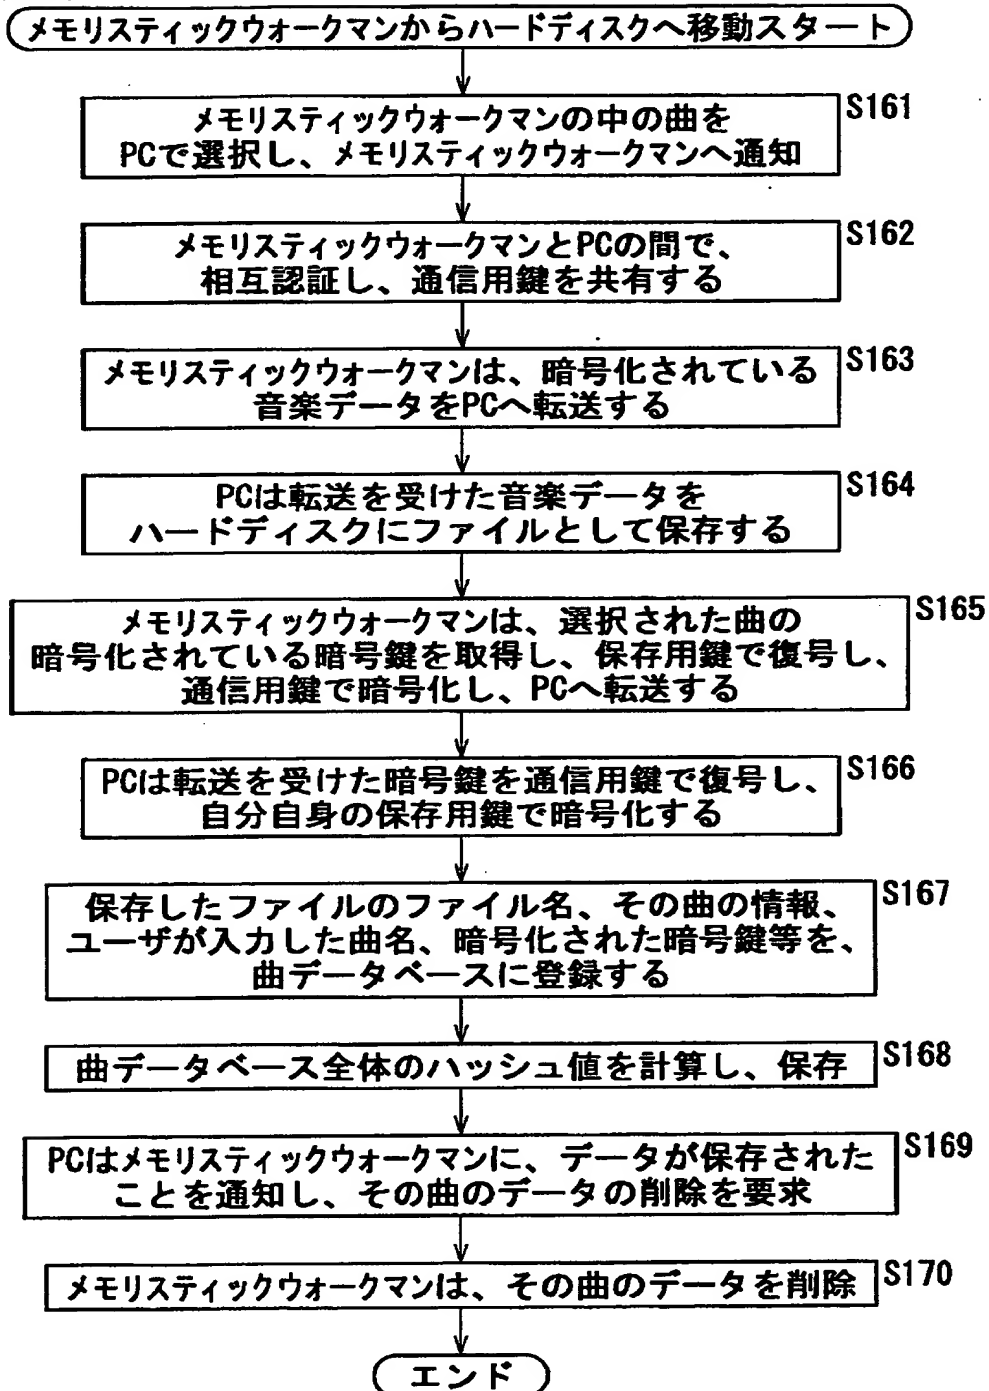 メモリスティックウォークマンからハードディスクへ移動スタート
S161
メモリスティックウォークマンの中の曲を
PCで選択し、メモリスティックウォークマンへ通知
S162
メモリスティックウォークマンとPCの間で、
相互認証し、通信用鍵を共有する
S163
メモリスティックウォークマンは、暗号化されている
音楽データをPCへ転送する
S164
PCは転送を受けた音楽データを
ハードディスクにファイルとして保存する
S165
メモリスティックウォークマンは、選択された曲の
暗号化されている暗号鍵を取得し、保存用鍵で復号し、
通信用鍵で暗号化し、PCへ転送する
S166
PCは転送を受けた暗号鍵を通信用鍵で復号し、
自分自身の保存用鍵で暗号化する
S167
保存したファイルのファイル名、その曲の情報、
ユーザが入力した曲名、暗号化された暗号鍵等を、
曲データベースに登録する
S168
曲データベース全体のハッシュ値を計算し、保存
S169
PCはメモリスティックウォークマンに、データが保存された
ことを通知し、その曲のデータの削除を要求
S170
メモリスティックウォークマンは、その曲のデータを削除
エンド